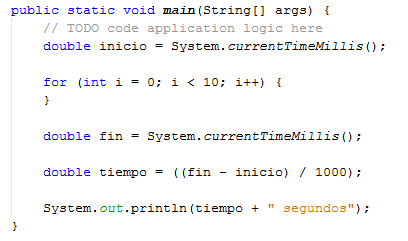 public static void main(String[] args) {
// TODO code application logic here
double inicio = System.currentTimeMillis();
for (int i = 0; i < 10; i++) {
}
double fin = System.currentTimeMillis();
double tiempo = ((fin - inicio) / 1000);
System.out.println(tiempo + " segundos");
}